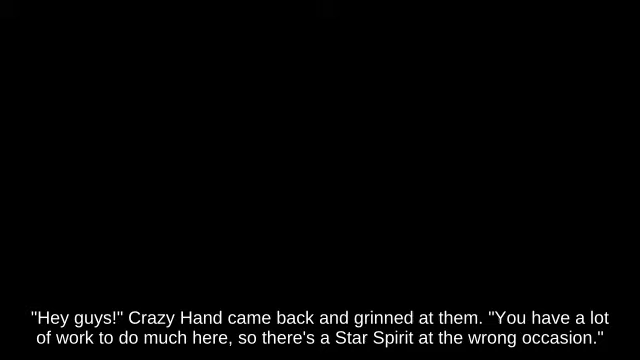 "Hey guys!" Crazy Hand came back and grinned at them. "You have a lot
of work to do much here, so there's a Star Spirit at the wrong occasion."